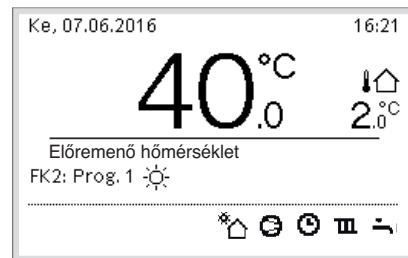 Ke, 07.06.2016 16:21
40.0 °C
2.0 °C
Előremenő hőmérséklet
FK2: Prog. 1